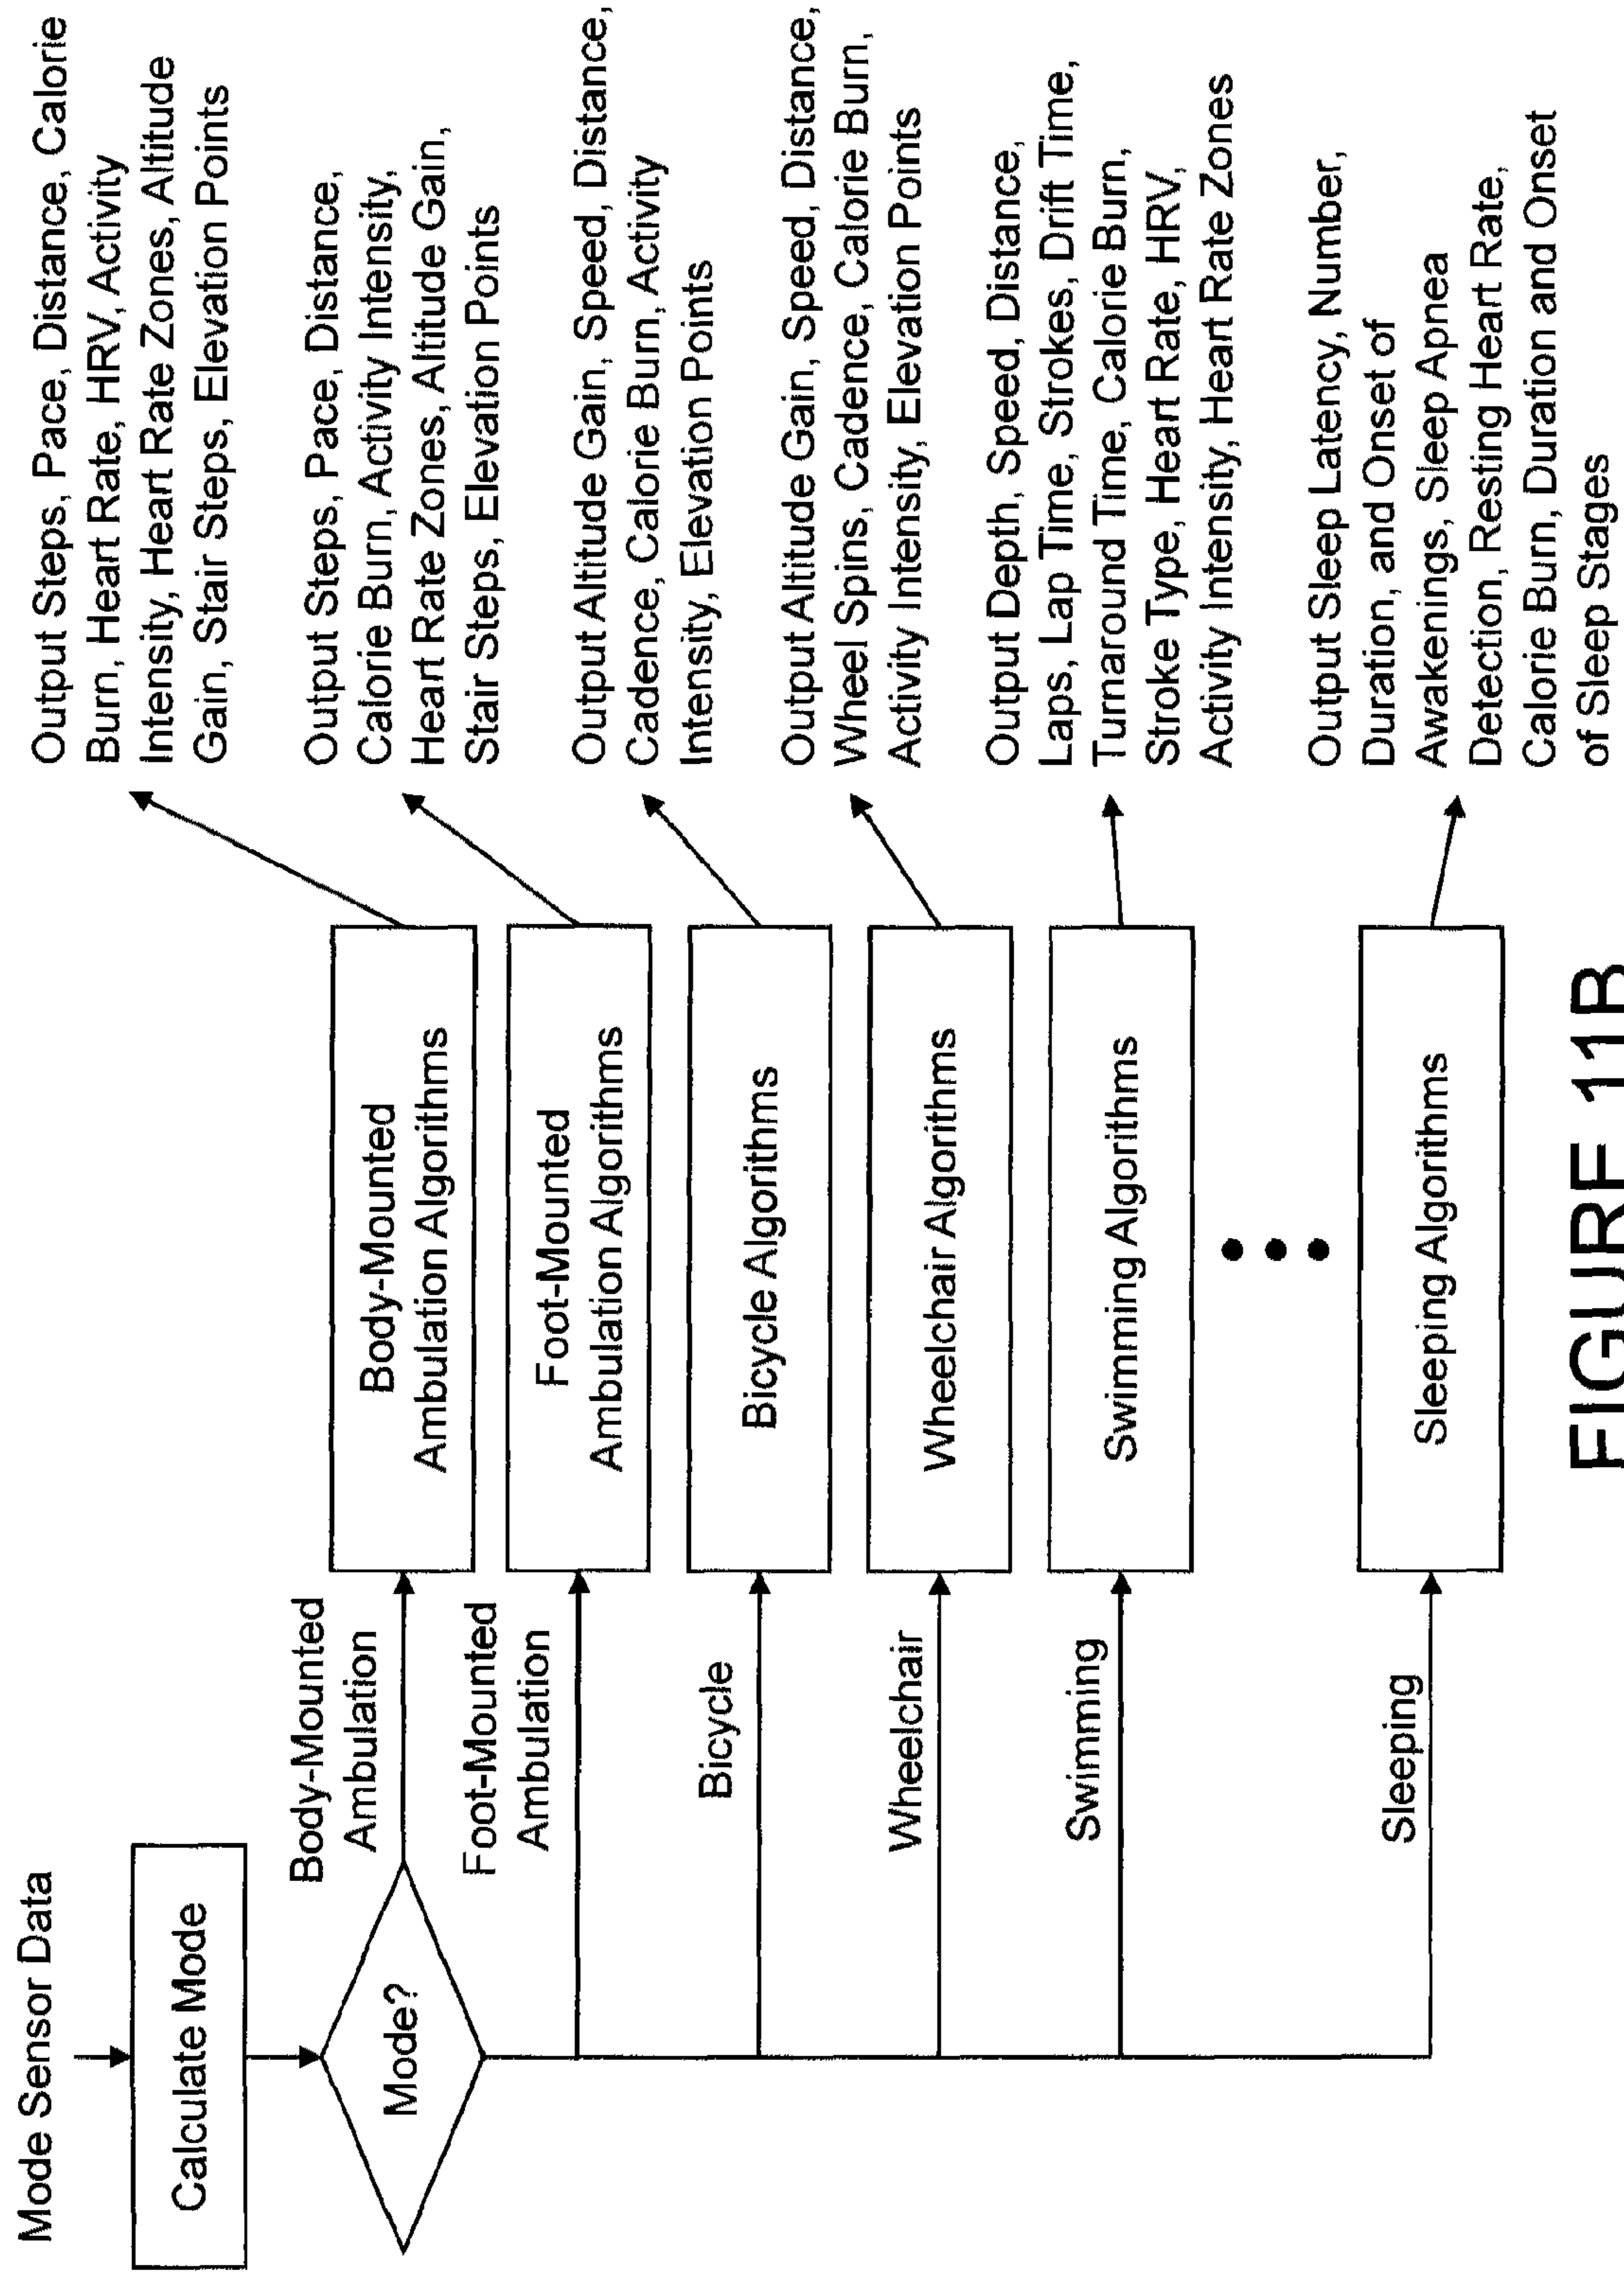 Mode Sensor Data
Calculate Mode
Mode?
Body-Mounted
Ambulation
Foot-Mounted
Ambulation
Bicycle
Wheelchair
Swimming
Sleeping
Body-Mounted
Ambulation Algorithms
Foot-Mounted
Ambulation Algorithms
Bicycle Algorithms
Wheelchair Algorithms
Swimming Algorithms
Sleeping Algorithms
Output Steps, Pace, Distance, Calorie
Burn, Heart Rate, HRV, Activity
Intensity, Heart Rate Zones, Altitude
Gain, Stair Steps, Elevation Points
Output Steps, Pace, Distance,
Calorie Burn, Activity Intensity,
Heart Rate Zones, Altitude Gain,
Stair Steps, Elevation Points
Output Altitude Gain, Speed, Distance,
Cadence, Calorie Burn, Activity
Intensity, Elevation Points
Output Altitude Gain, Speed, Distance,
Wheel Spins, Cadence, Calorie Burn,
Activity Intensity, Elevation Points
Output Depth, Speed, Distance,
Laps, Lap Time, Strokes, Drift Time,
Turnaround Time, Calorie Burn,
Stroke Type, Heart Rate, HRV,
Activity Intensity, Heart Rate Zones
Output Sleep Latency, Number,
Duration, and Onset of
Awakenings, Sleep Apnea
Detection, Resting Heart Rate,
Calorie Burn, Duration and Onset
of Sleep Stages
FIGURE 11B